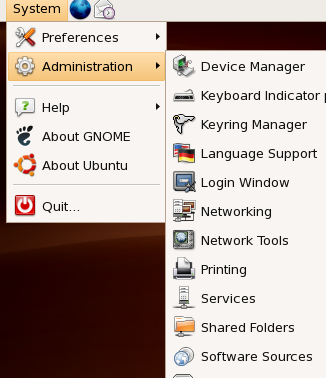 System
Preferences
Administration
Help
About GNOME
About Ubuntu
Quit...
Device Manager
Keyboard Indicator
Keyring Manager
Language Support
Login Window
Networking
Network Tools
Printing
Services
Shared Folders
Software Sources